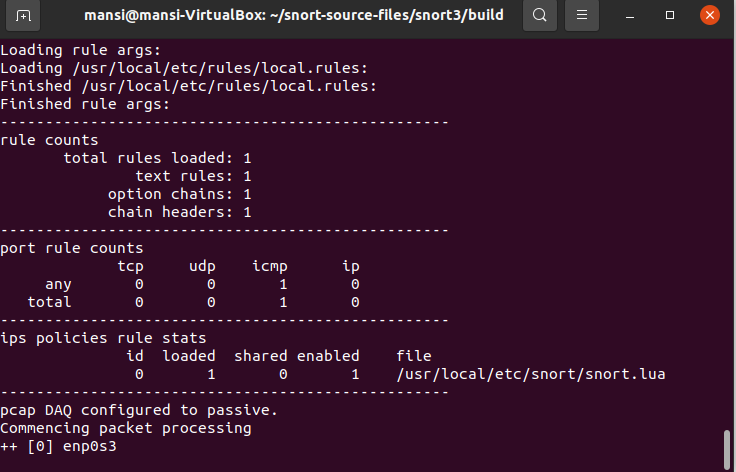 mansi@mansi-VirtualBox: ~/snort-source-files/snort3/build
Loading rule args:
Loading /usr/local/etc/rules/local.rules:
Finished /usr/local/etc/rules/local.rules:
Finished rule args:
--------------------------------------------------
rule counts
       total rules loaded: 1
               text rules: 1
            option chains: 1
            chain headers: 1
--------------------------------------------------
port rule counts
             tcp     udp    icmp      ip
     any       0       0       1       0
   total       0       0       1       0
--------------------------------------------------
ips policies rule stats
              id  loaded  shared enabled    file
               0       1       0       1    /usr/local/etc/snort/snort.lua
--------------------------------------------------
pcap DAQ configured to passive.
Commencing packet processing
++ [0] enp0s3